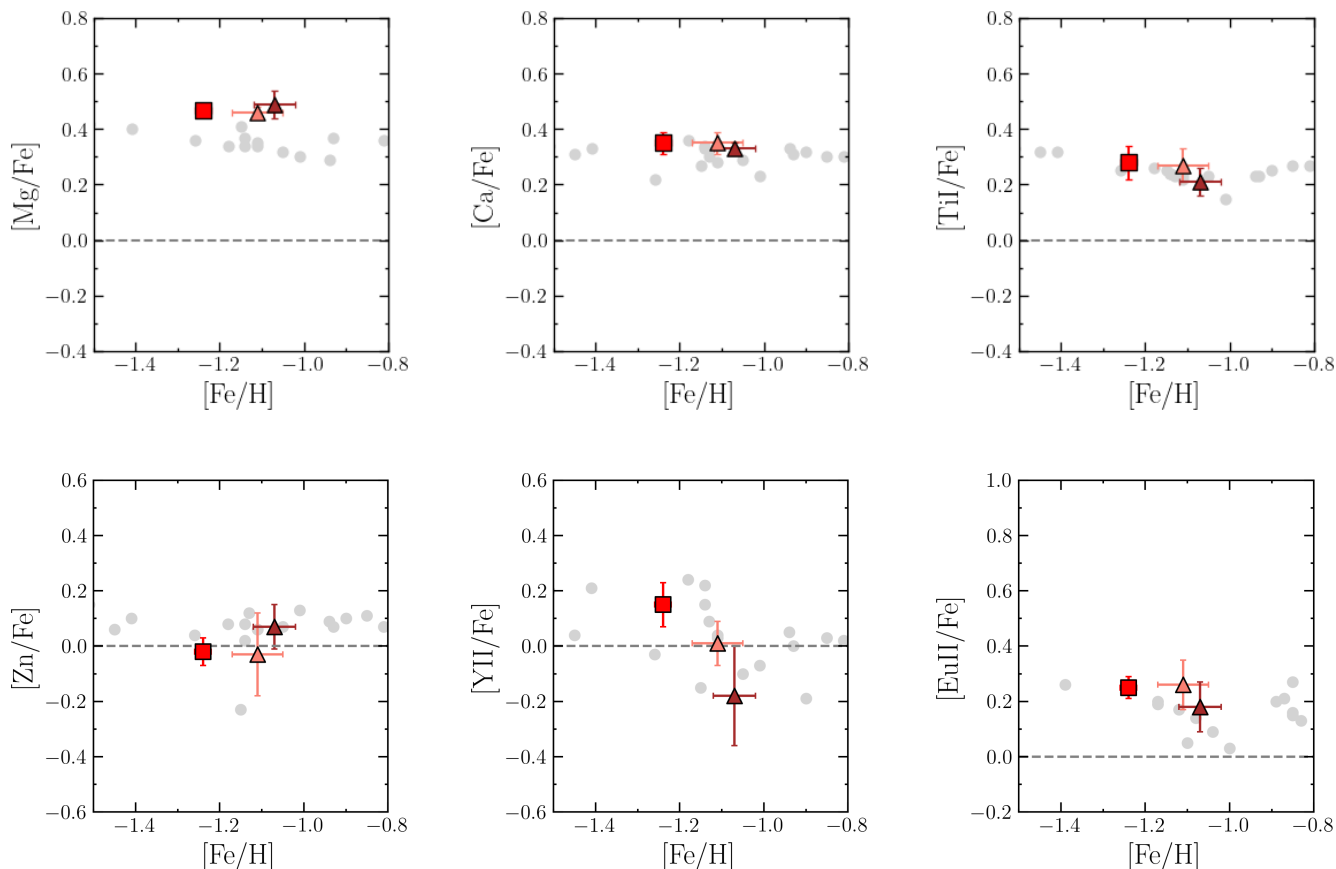 0.8 0.8 0.8
0.6 0.6 0.6
0.4 0.4 0.4
0.2 0.2 0.2
0.0 0.0 0.0
−0.2 −0.2 −0.2
−0.4 −0.4 −0.4
[Mg/Fe] [Ca/Fe] [TiI/Fe]
−1.4 −1.2 −1.0 −0.8 −1.4 −1.2 −1.0 −0.8 −1.4 −1.2 −1.0 −0.8
[Fe/H] [Fe/H] [Fe/H]
0.6 0.6 1.0
0.4 0.4 0.8
0.2 0.2 0.6
0.0 0.0 0.4
−0.2 −0.2 0.2
−0.4 −0.4 0.0
−0.6 −0.6 −0.2
[Zn/Fe] [YII/Fe] [EuII/Fe]
−1.4 −1.2 −1.0 −0.8 −1.4 −1.2 −1.0 −0.8 −1.4 −1.2 −1.0 −0.8
[Fe/H] [Fe/H] [Fe/H]